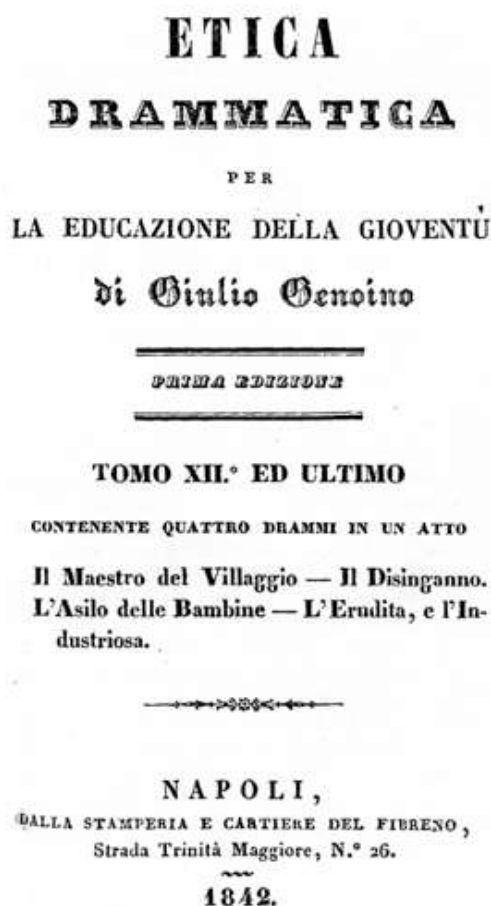 ETICA
DRAMMATICA
PER
LA EDUCAZIONE DELLA GIOVENTÙ
di Giulio Genoino
PRIMA EDIZIONE
TOMO XII.° ED ULTIMO
CONTENENTE QUATTRO DRAMMI IN UN ATTO
Il Maestro del Villaggio — Il Disinganno.
L'Asilo delle Bambine — L'Erudita, e l'In-
dustriosa.
NAPOLI,
DALLA STAMPERIA E CARTIERE DEL FIBRENO,
Strada Trinità Maggiore, N.° 26.
1842.